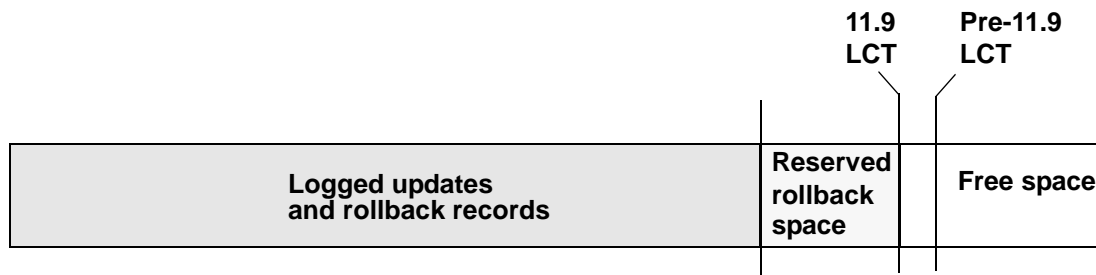 11.9
LCT
Pre-11.9
LCT
Logged updates
and rollback records
Reserved
rollback
space
Free space